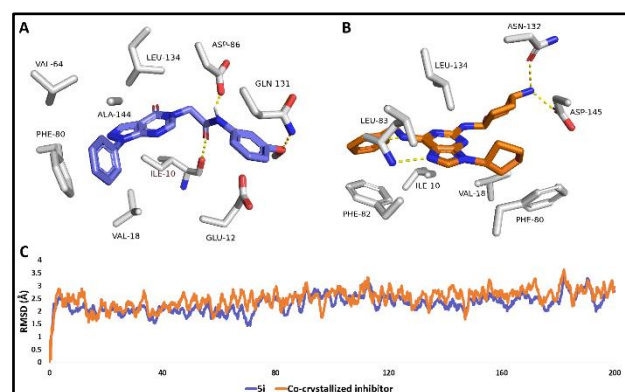 A
VAL-64
LEU-134
ASP-86
GLN 131
ALA-144
PHE-80
ILE-10
VAL-18
GLU-12
B
ASN-132
LEU-134
ASP-145
LEU-83
ILE 10
VAL-18
PHE-82
PHE-80
C
RMSD (Å)
4
3.5
3
2.5
2
1.5
1
0.5
0
0
40
80
120
160
200
5i
Co-crystallized inhibitor